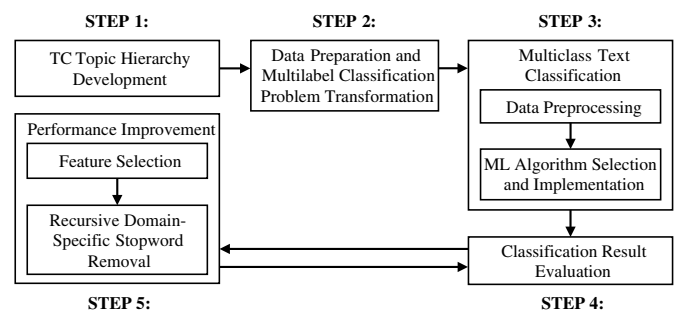 STEP 1:
TC Topic Hierarchy
Development
STEP 2:
Data Preparation and
Multilabel Classification
Problem Transformation
STEP 3:
Multiclass Text
Classification
Data Preprocessing
ML Algorithm Selection
and Implementation
Classification Result
Evaluation
STEP 4:
Performance Improvement
Feature Selection
Recursive Domain-
Specific Stopword
Removal
STEP 5: